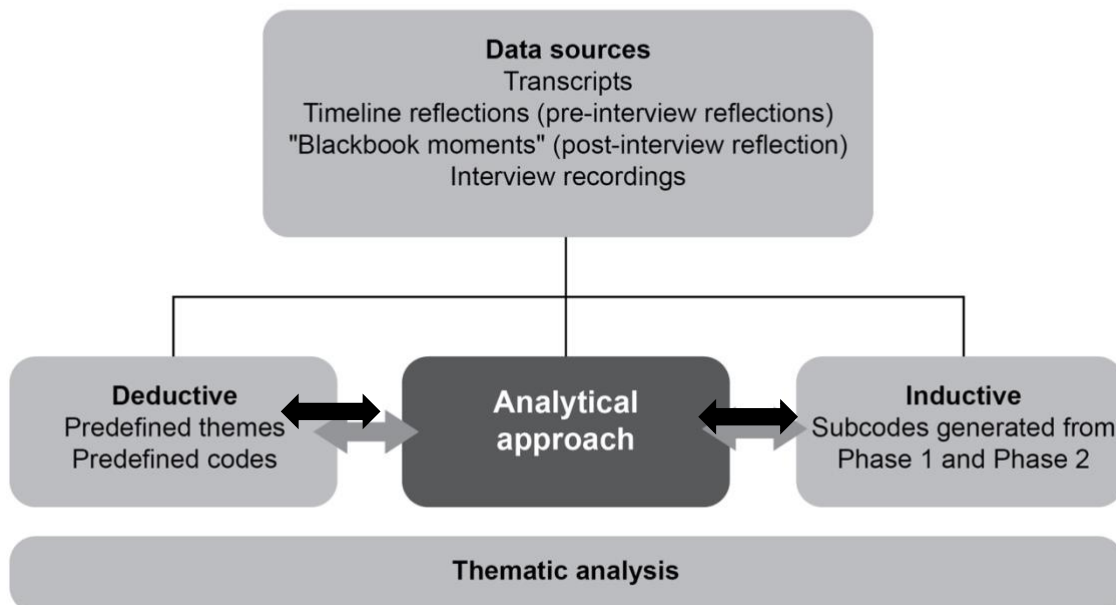 Data sources
Transcripts
Timeline reflections (pre-interview reflections)
"Blackbook moments" (post-interview reflection)
Interview recordings
Deductive
Predefined themes
Predefined codes
Analytical
approach
Inductive
Subcodes generated from
Phase 1 and Phase 2
Thematic analysis